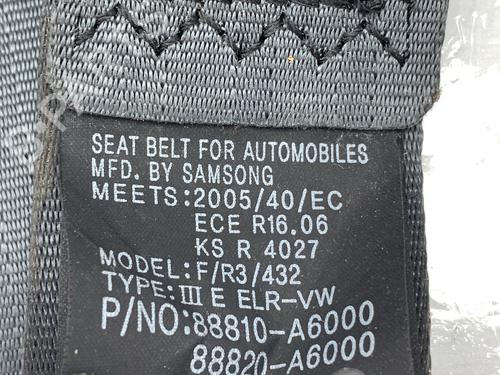 SEAT BELT FOR AUTOMOBILES
MFD. BY SAMSONG
MEETS:2005/40/EC
ECE R16.06
KS R 4027
MODEL:F/R3/432
TYPE:III E ELR-VW
P/NO:88810-A6000
88820-A6000